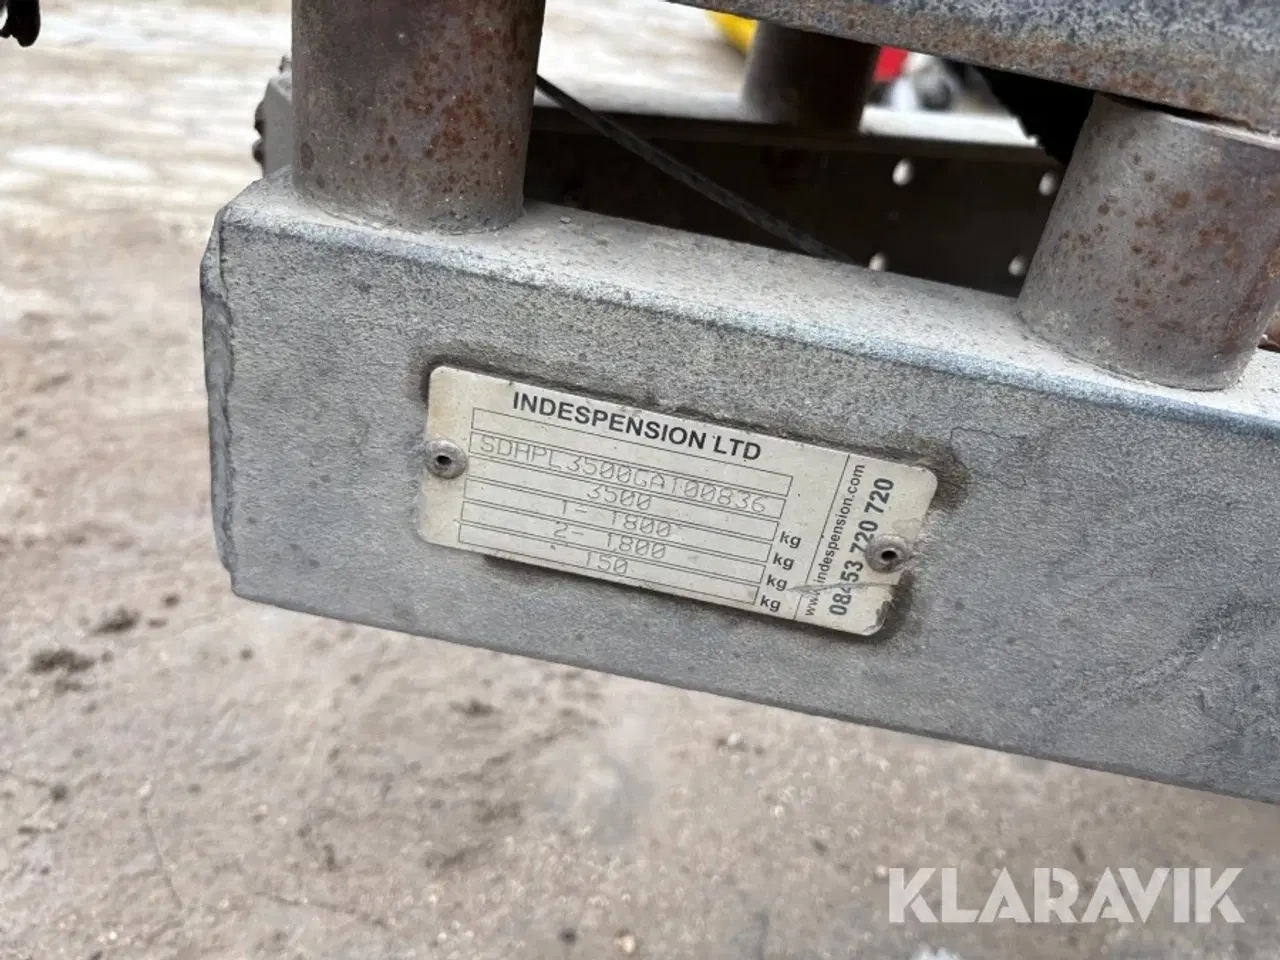 INDESPENSION LTD
SDHPL3500GA100836
3500 kg
1- 1800 kg
2- 1800 kg
150 kg
www.indespension.com
08453 720 720
KLARAVIK